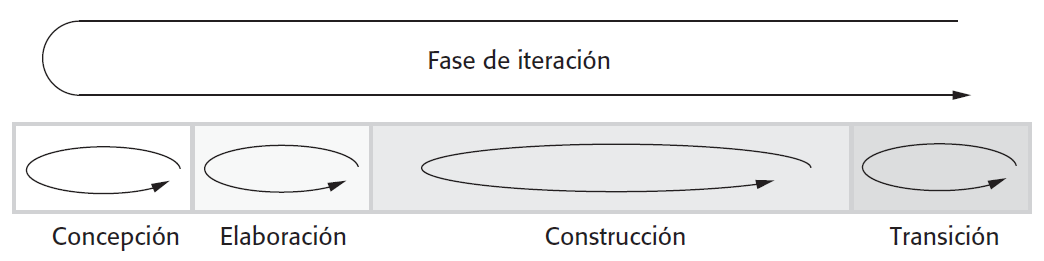 Fase de iteración
Concepción Elaboración Construcción Transición